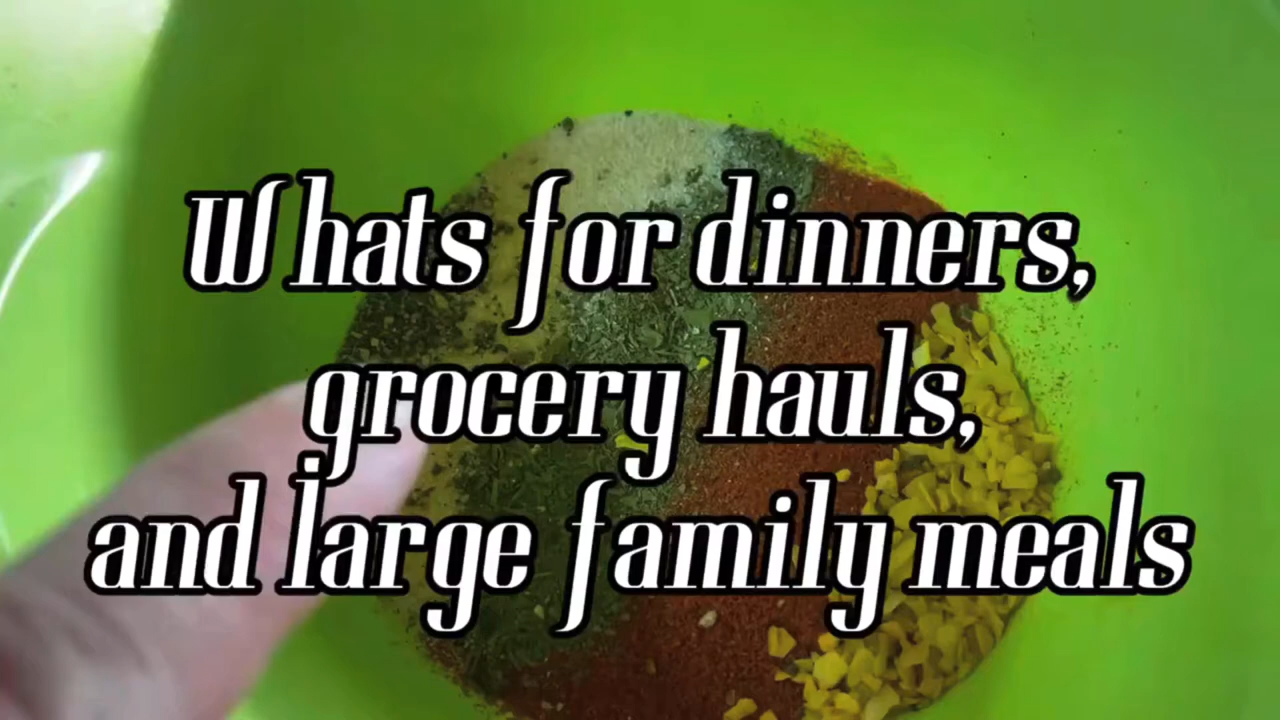 Whats for dinners,
grocery hauls,
and large family meals